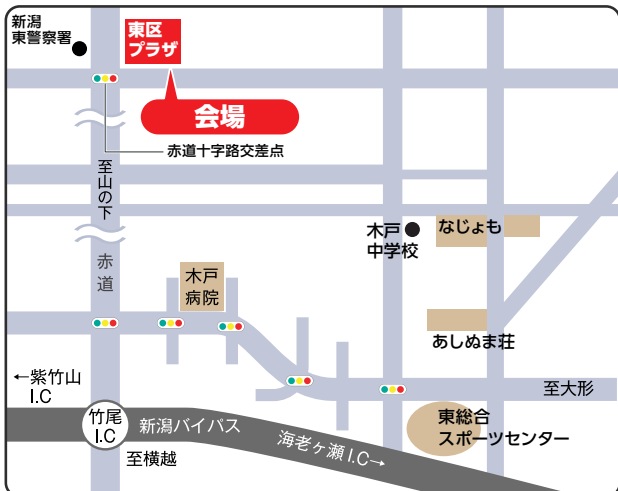 新潟
東警察署
東区
プラザ
会場
赤道十字路交差点
至山の下
木戸
中学校
なじょも
赤道
木戸
病院
あしぬま荘
←紫竹山
I.C
至大形
竹尾
I.C
新潟バイパス
海老ヶ瀬I.C→
東総合
スポーツセンター
至横越